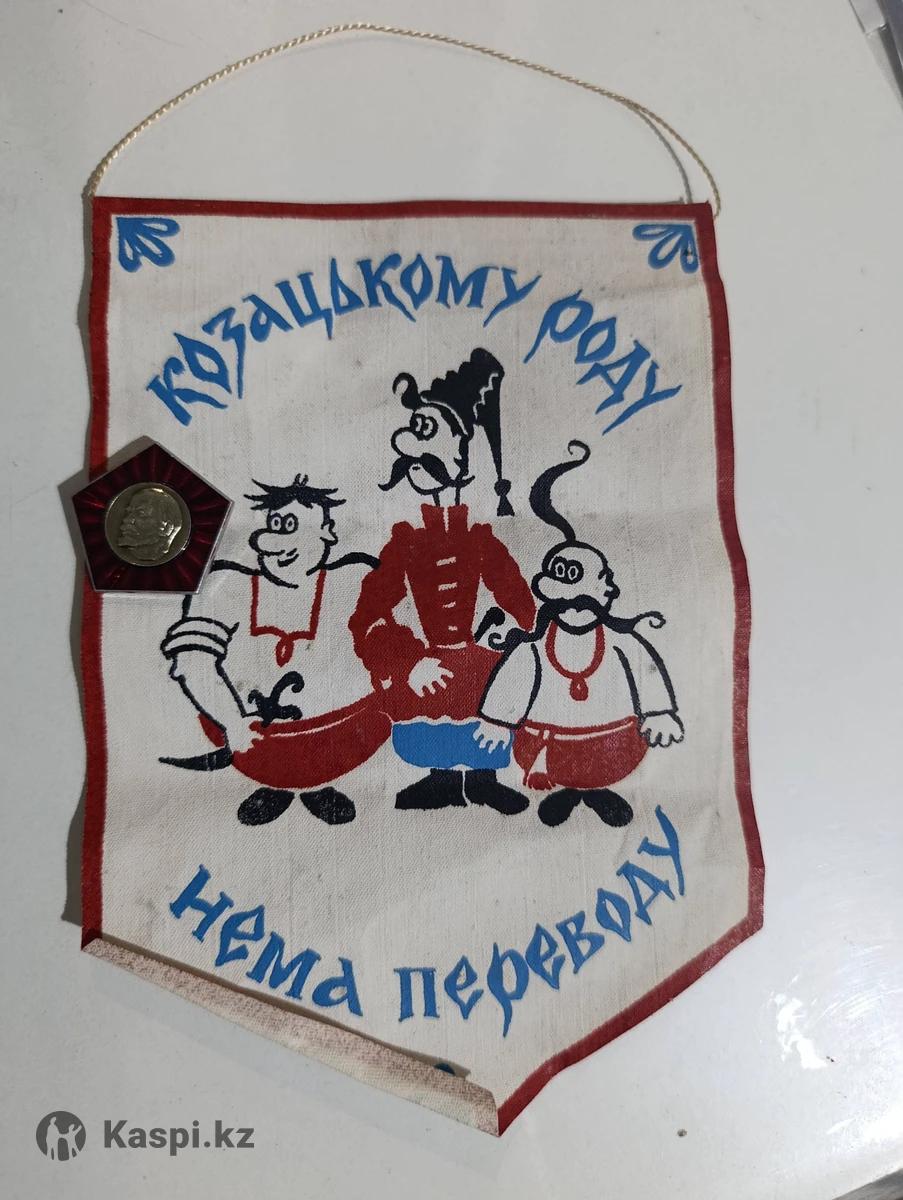 козацькому роду
нема переводу
Kaspi.kz